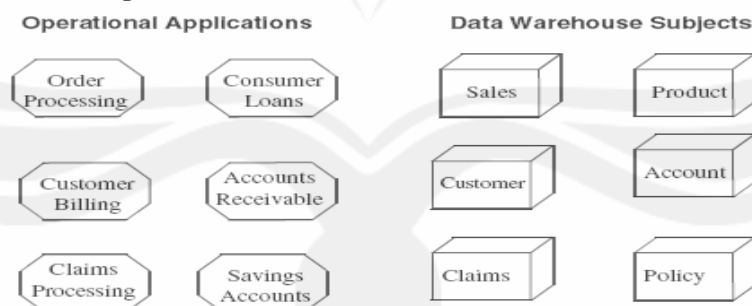 Operational Applications
Data Warehouse Subjects
Order
Processing
Consumer
Loans
Sales
Product
Customer
Billing
Accounts
Receivable
Customer
Account
Claims
Processing
Savings
Accounts
Claims
Policy